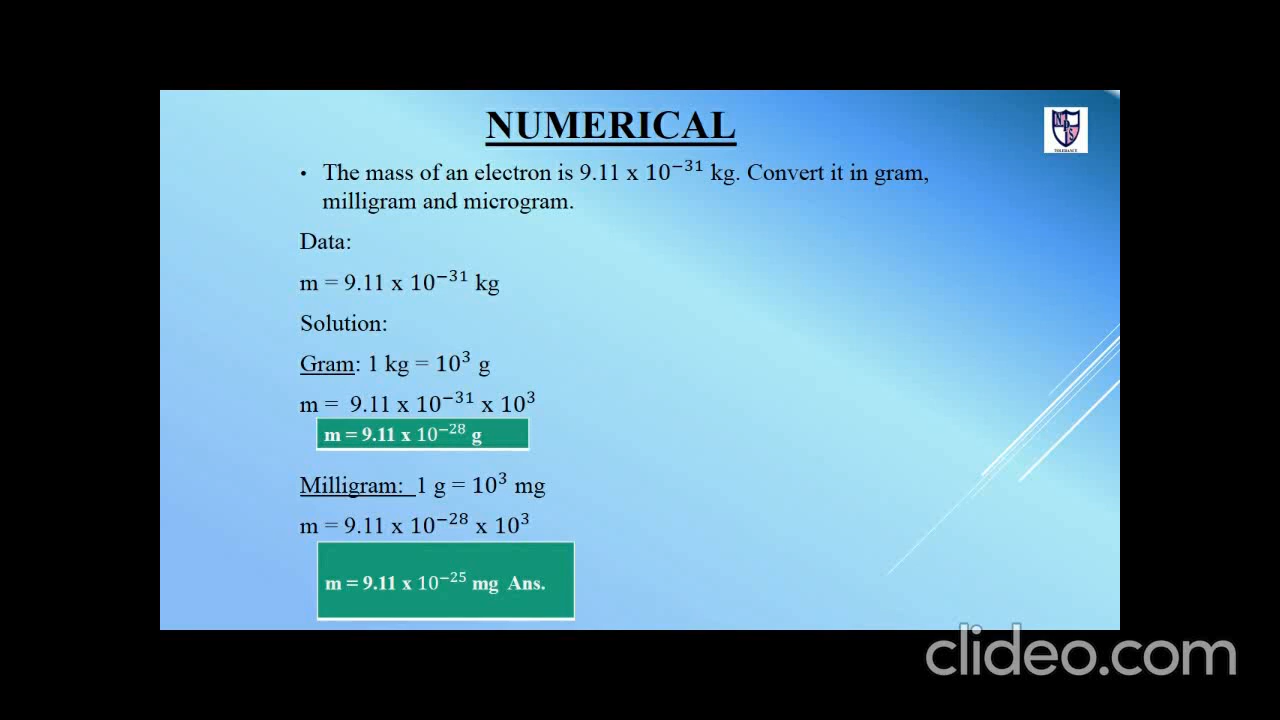 NUMERICAL
• The mass of an electron is 9.11 x 10⁻³¹ kg. Convert it in gram,
milligram and microgram.
Data:
m = 9.11 x 10⁻³¹ kg
Solution:
Gram: 1 kg = 10³ g
m = 9.11 x 10⁻³¹ x 10³
m = 9.11 x 10⁻²⁸ g
Milligram: 1 g = 10³ mg
m = 9.11 x 10⁻²⁸ x 10³
m = 9.11 x 10⁻²⁵ mg Ans.
clideo.com